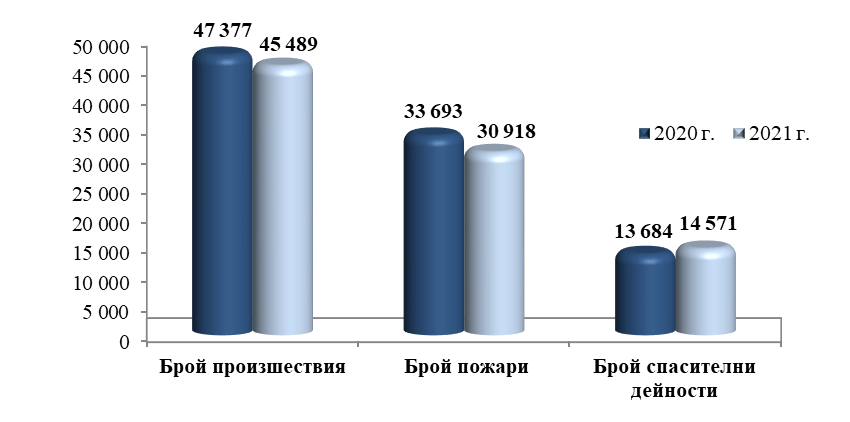 47 377
45 489
33 693
30 918
13 684
14 571
50 000
45 000
40 000
35 000
30 000
25 000
20 000
15 000
10 000
5 000
0
2020 г.
2021 г.
Брой произшествия
Брой пожари
Брой спасителни
дейности